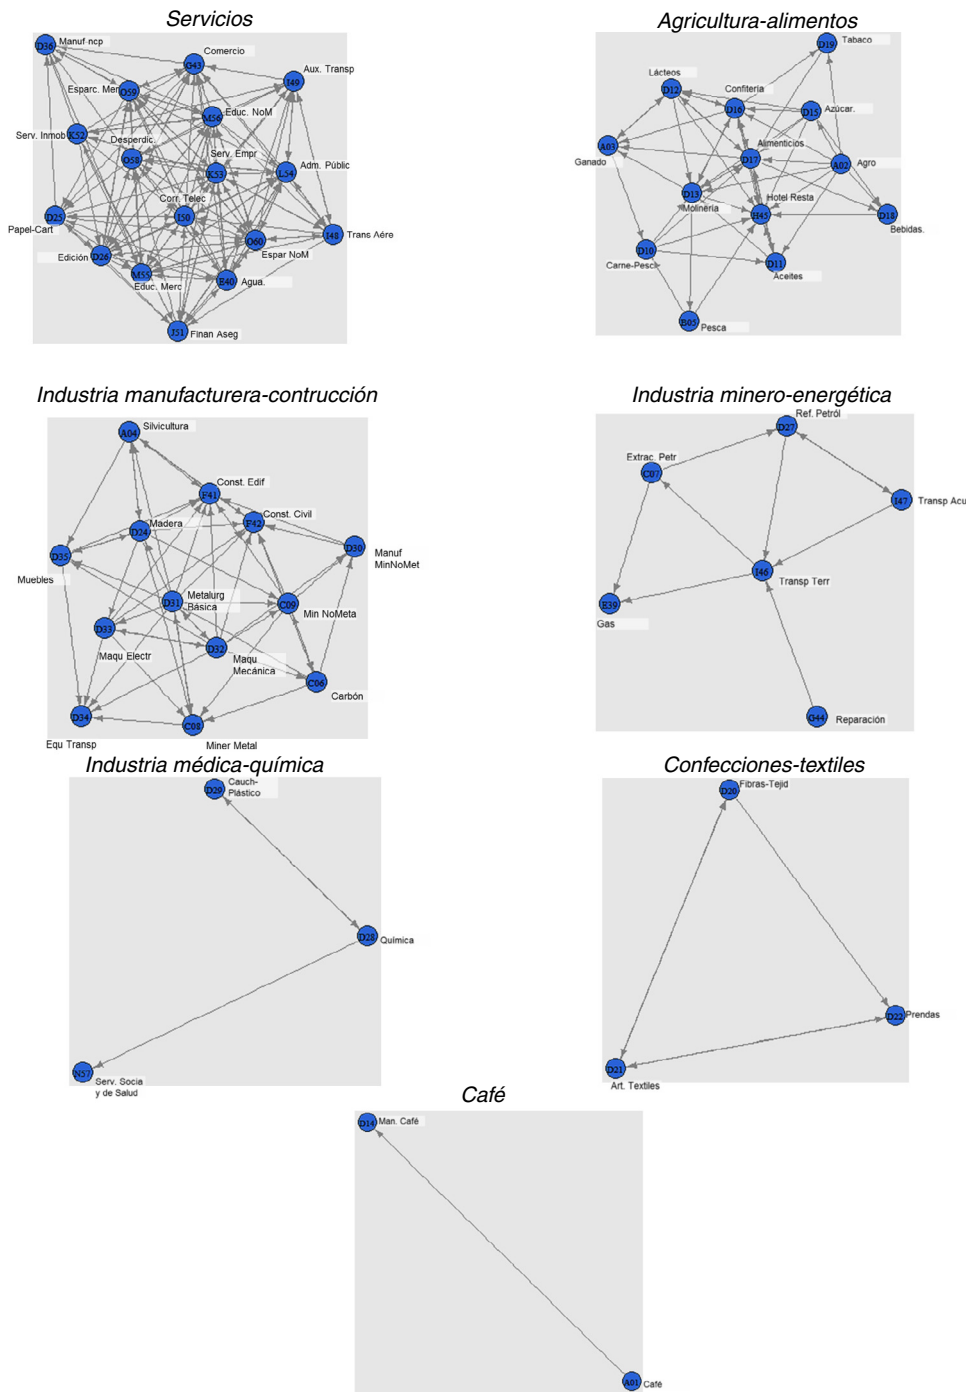 Servicios
D36
Manuf-ncp
G43
Comercio
Aux. Transp
I49
Esparc. Mer
O59
M56
Educ. NoM
Serv. Inmob
K52
Desperdic.
O58
Serv. Empr
K53
Adm. Públic
L54
Corr. Telec
I50
D25
Papel-Cart
I48
Trans Aére
O60
Espar NoM
Edición
D26
M55
Educ. Merc
E40
Agua.
J51
Finan Aseg
Agricultura-alimentos
D19
Tabaco
Lácteos
D12
Confitería
D16
D15
Azúcar.
A03
Ganado
Alimenticios
D17
A02
Agro
D13
Molinería
Hotel Resta
H45
D18
Bebidas.
D10
Carne-Pesc
D11
Aceites
B05
Pesca
Industria manufacturera-contrucción
Silvicultura
A04
Const. Edif
F41
Const. Civil
F42
Madera
D24
D35
Muebles
D30
Manuf
MinNoMet
D31
Metalurg
Básica
C09
Min NoMeta
D33
Maqu Electr
D32
Maqu
Mecánica
C06
Carbón
D34
Equ Transp
C08
Miner Metal
Industria minero-energética
Ref. Petról
D27
Extrac. Petr
C07
I47
Transp Acu
I46
Transp Terr
E39
Gas
G44
Reparación
Industria médica-química
D29
Cauch-
Plástico
D28
Química
N57
Serv. Socia
y de Salud
Confecciones-textiles
D20
Fibras-Tejid
D22
Prendas
D21
Art. Textiles
Café
D14
Man. Café
A01
Café